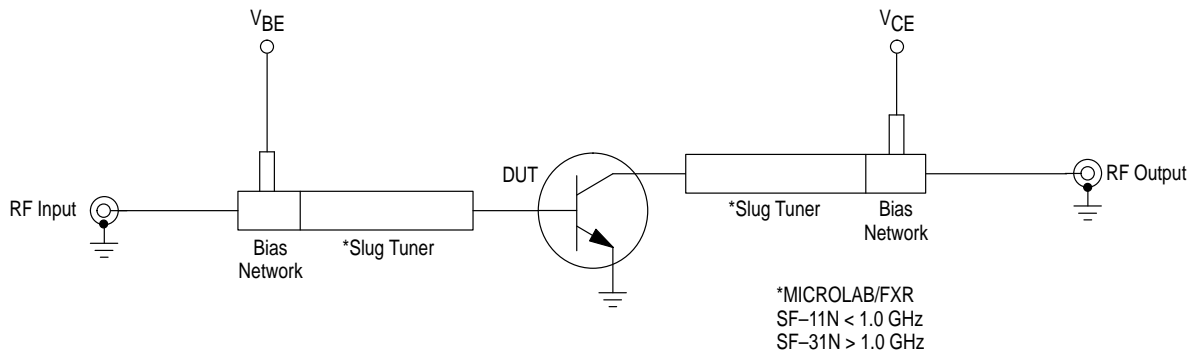 VBE
VCE
DUT
RF Input
RF Output
Bias
Network
*Slug Tuner
*Slug Tuner
Bias
Network
*MICROLAB/FXR
SF–11N < 1.0 GHz
SF–31N > 1.0 GHz